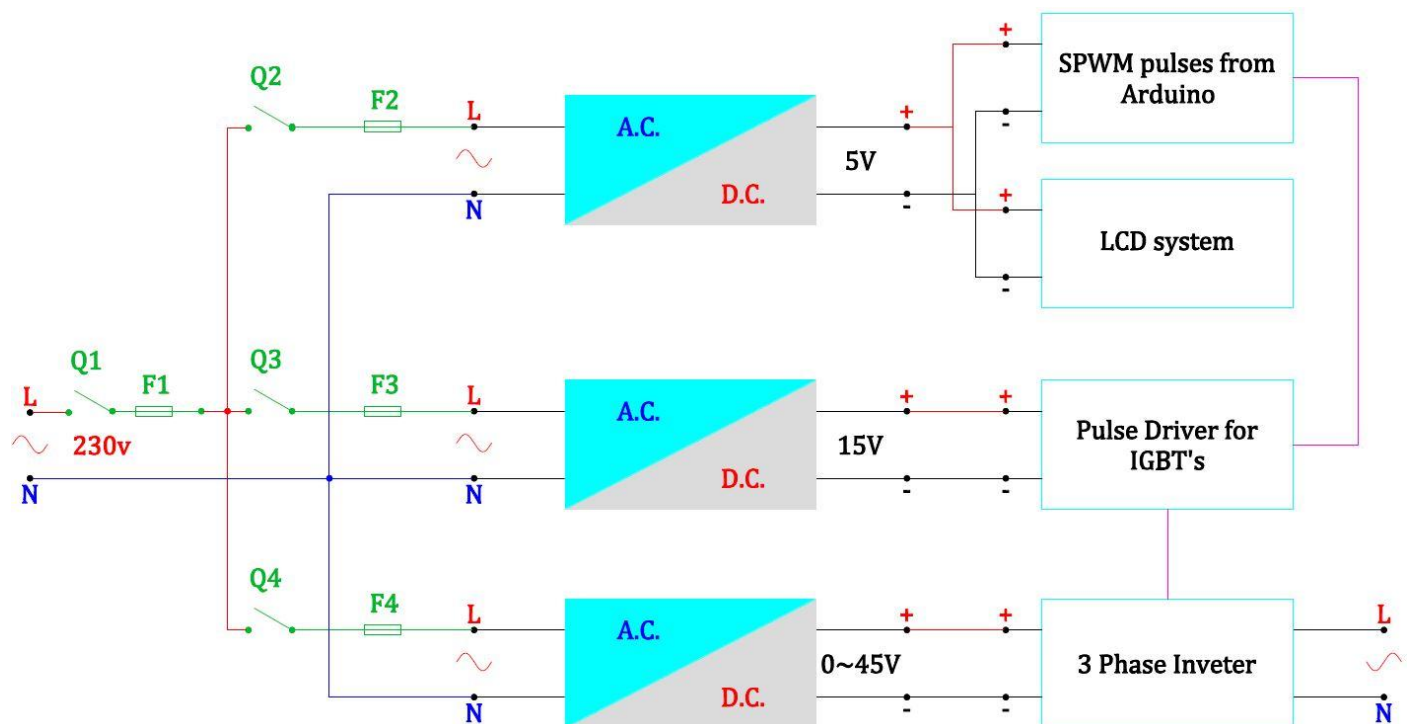 Q2
F2
L
N
A.C.
D.C.
+
5V
-
+
-
SPWM pulses from
Arduino
+
-
LCD system
L
230v
N
Q1
F1
Q3
F3
L
N
A.C.
D.C.
+
15V
-
+
-
Pulse Driver for
IGBT's
Q4
F4
L
N
A.C.
D.C.
+
0~45V
-
+
-
3 Phase Inveter
L
N